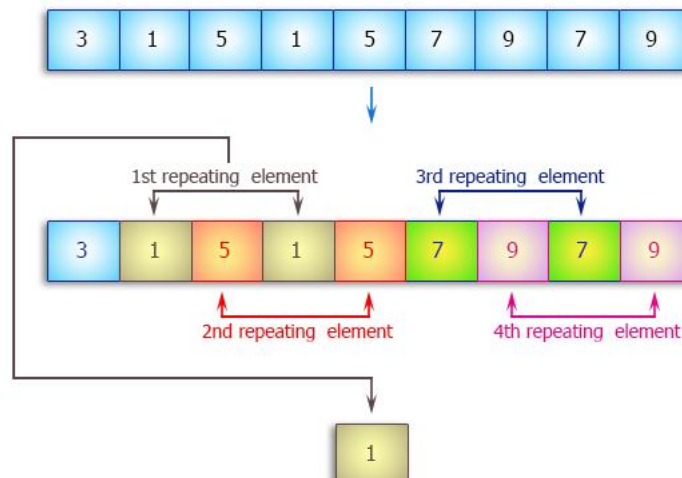 3 1 5 1 5 7 9 7 9
1st repeating element
3rd repeating element
3 1 5 1 5 7 9 7 9
2nd repeating element
4th repeating element
1